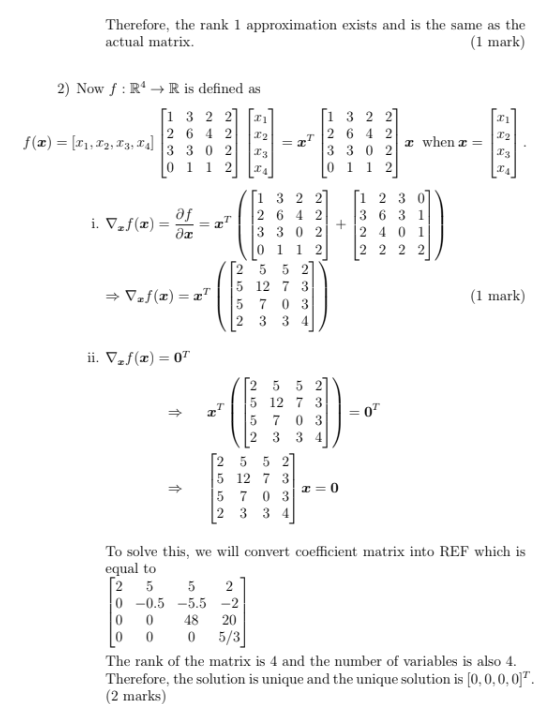 Therefore, the rank 1 approximation exists and is the same as the
actual matrix. (1 mark)
2) Now f : ℝ⁴ → ℝ is defined as
f(x) = [x₁, x₂, x₃, x₄] [1 3 2 2; 2 6 4 2; 3 3 0 2; 0 1 1 2] [x₁; x₂; x₃; x₄] = xᵀ [1 3 2 2; 2 6 4 2; 3 3 0 2; 0 1 1 2] x when x = [x₁; x₂; x₃; x₄].
i. ∇ₓf(x) = ∂f/∂x = xᵀ ([1 3 2 2; 2 6 4 2; 3 3 0 2; 0 1 1 2] + [1 2 3 0; 3 6 3 1; 2 4 0 1; 2 2 2 2])
⇒ ∇ₓf(x) = xᵀ ([2 5 5 2; 5 12 7 3; 5 7 0 3; 2 3 3 4]) (1 mark)
ii. ∇ₓf(x) = 0ᵀ
⇒ xᵀ ([2 5 5 2; 5 12 7 3; 5 7 0 3; 2 3 3 4]) = 0ᵀ
⇒ [2 5 5 2; 5 12 7 3; 5 7 0 3; 2 3 3 4] x = 0
To solve this, we will convert coefficient matrix into REF which is
equal to
[2 5 5 2; 0 −0.5 −5.5 −2; 0 0 48 20; 0 0 0 5/3]
The rank of the matrix is 4 and the number of variables is also 4.
Therefore, the solution is unique and the unique solution is [0, 0, 0, 0]ᵀ.
(2 marks)